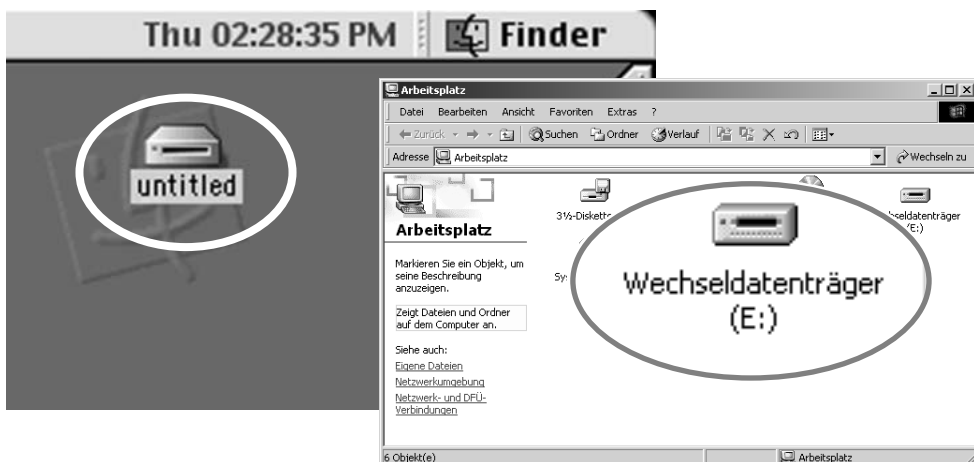 Thu 02:28:35 PM Finder
untitled
Arbeitsplatz
Datei Bearbeiten Ansicht Favoriten Extras ?
Zurück Suchen Ordner Verlauf
Adresse Arbeitsplatz Wechseln zu
Arbeitsplatz
Markieren Sie ein Objekt, um
seine Beschreibung
anzuzeigen.
Zeigt Dateien und Ordner
auf dem Computer an.
Siehe auch:
Eigene Dateien
Netzwerkumgebung
Netzwerk- und DFÜ-
Verbindungen
3½-Diskette
Wechseldatenträger
(E:)
6 Objekt(e) Arbeitsplatz